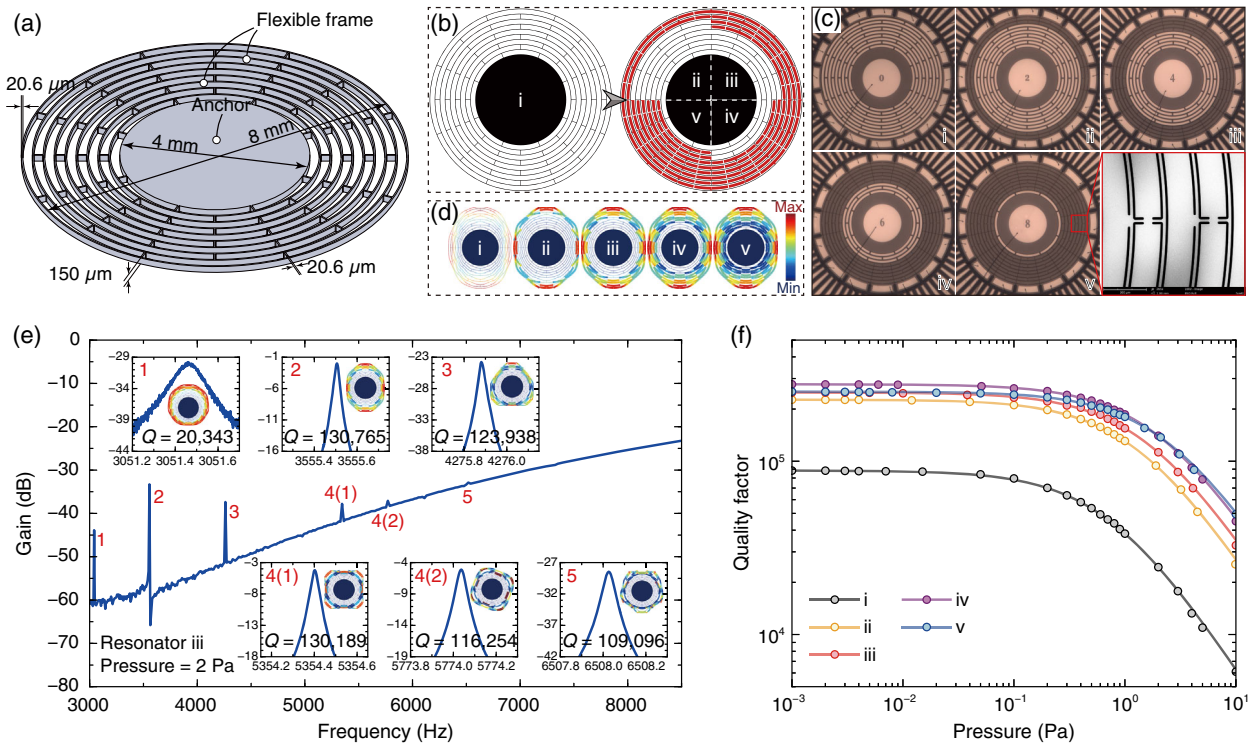 (a)
Flexible frame
20.6 μm
Anchor
8 mm
4 mm
150 μm
20.6 μm
(b)
i
ii
iii
v
iv
(c)
0
i
2
ii
4
iii
6
iv
8
v
(d)
i
ii
iii
iv
v
Max
Min
(e)
Gain (dB)
0
−10
−20
−30
−40
−50
−60
−70
−80
3000
4000
5000
6000
7000
8000
Frequency (Hz)
1
2
3
4(1)
4(2)
5
Resonator iii
Pressure = 2 Pa
1
−29
−34
−39
−44
Q = 20,343
3051.2 3051.4 3051.6
2
−1
−6
−11
−16
Q = 130,765
3555.4 3555.6
3
−23
−28
−33
−38
Q = 123,938
4275.8 4276.0
4(1)
−3
−8
−13
−18
Q = 130,189
5354.2 5354.4 5354.6
4(2)
−4
−9
−14
−19
Q = 116,254
5773.8 5774.0 5774.2
5
−27
−32
−37
−42
Q = 109,096
6507.8 6508.0 6508.2
(f)
Quality factor
10⁵
10⁴
i
ii
iii
iv
v
10⁻³
10⁻²
10⁻¹
10⁰
10¹
Pressure (Pa)